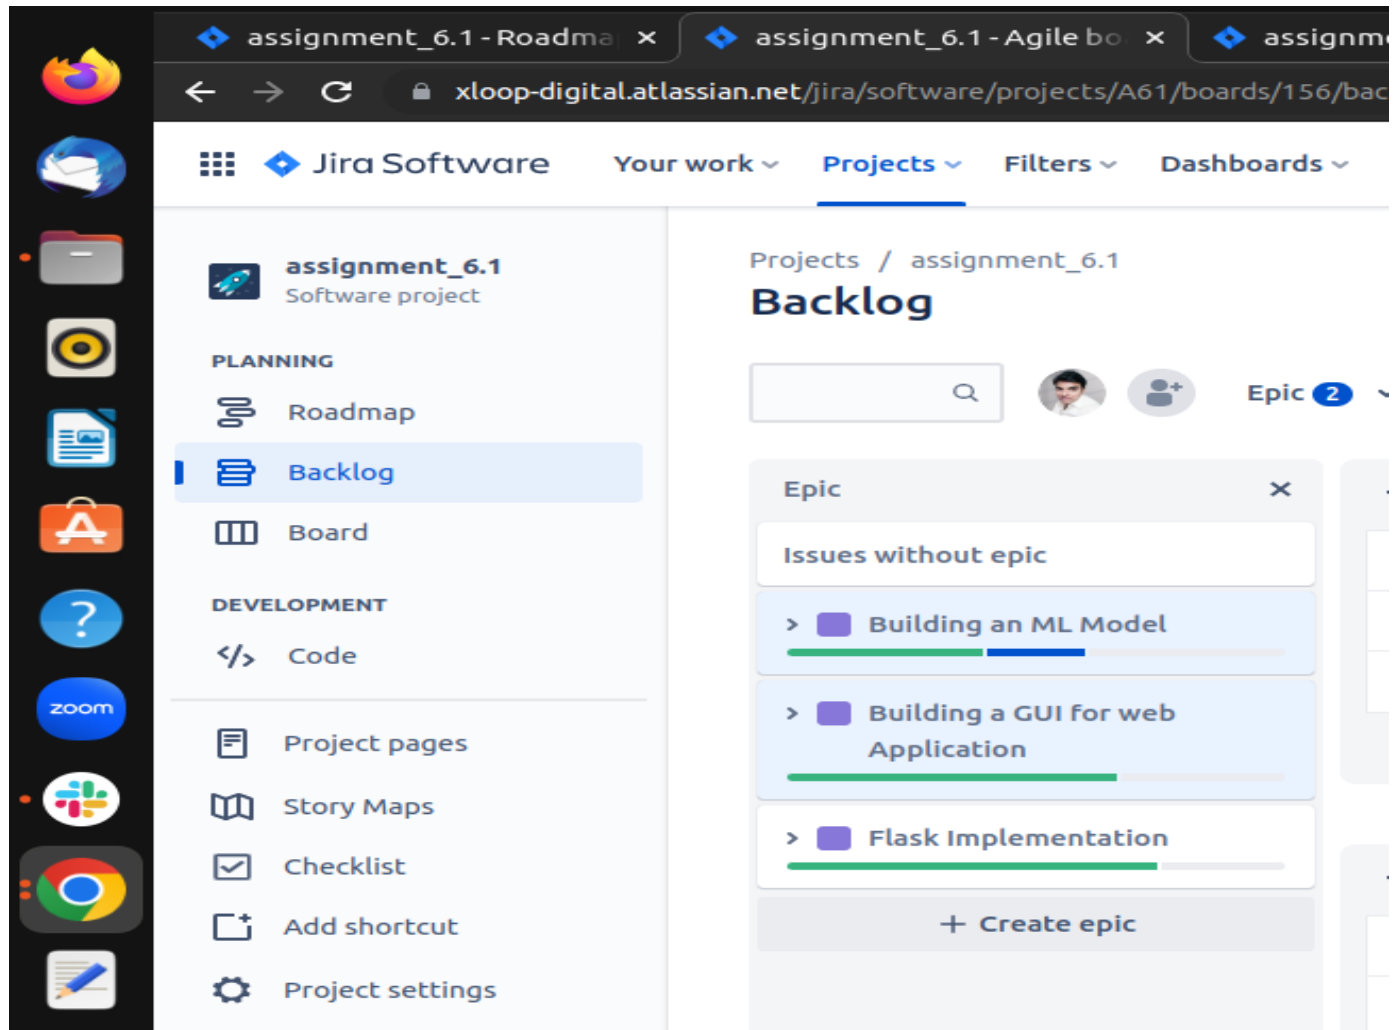 assignment_6.1 - Roadma
assignment_6.1 - Agile bo
assignm
xloop-digital.atlassian.net/jira/software/projects/A61/boards/156/bac
Jira Software
Your work
Projects
Filters
Dashboards
assignment_6.1
Software project
PLANNING
Roadmap
Backlog
Board
DEVELOPMENT
Code
Project pages
Story Maps
Checklist
Add shortcut
Project settings
Projects / assignment_6.1
Backlog
Epic 2
Epic
Issues without epic
Building an ML Model
Building a GUI for web
Application
Flask Implementation
+ Create epic
zoom